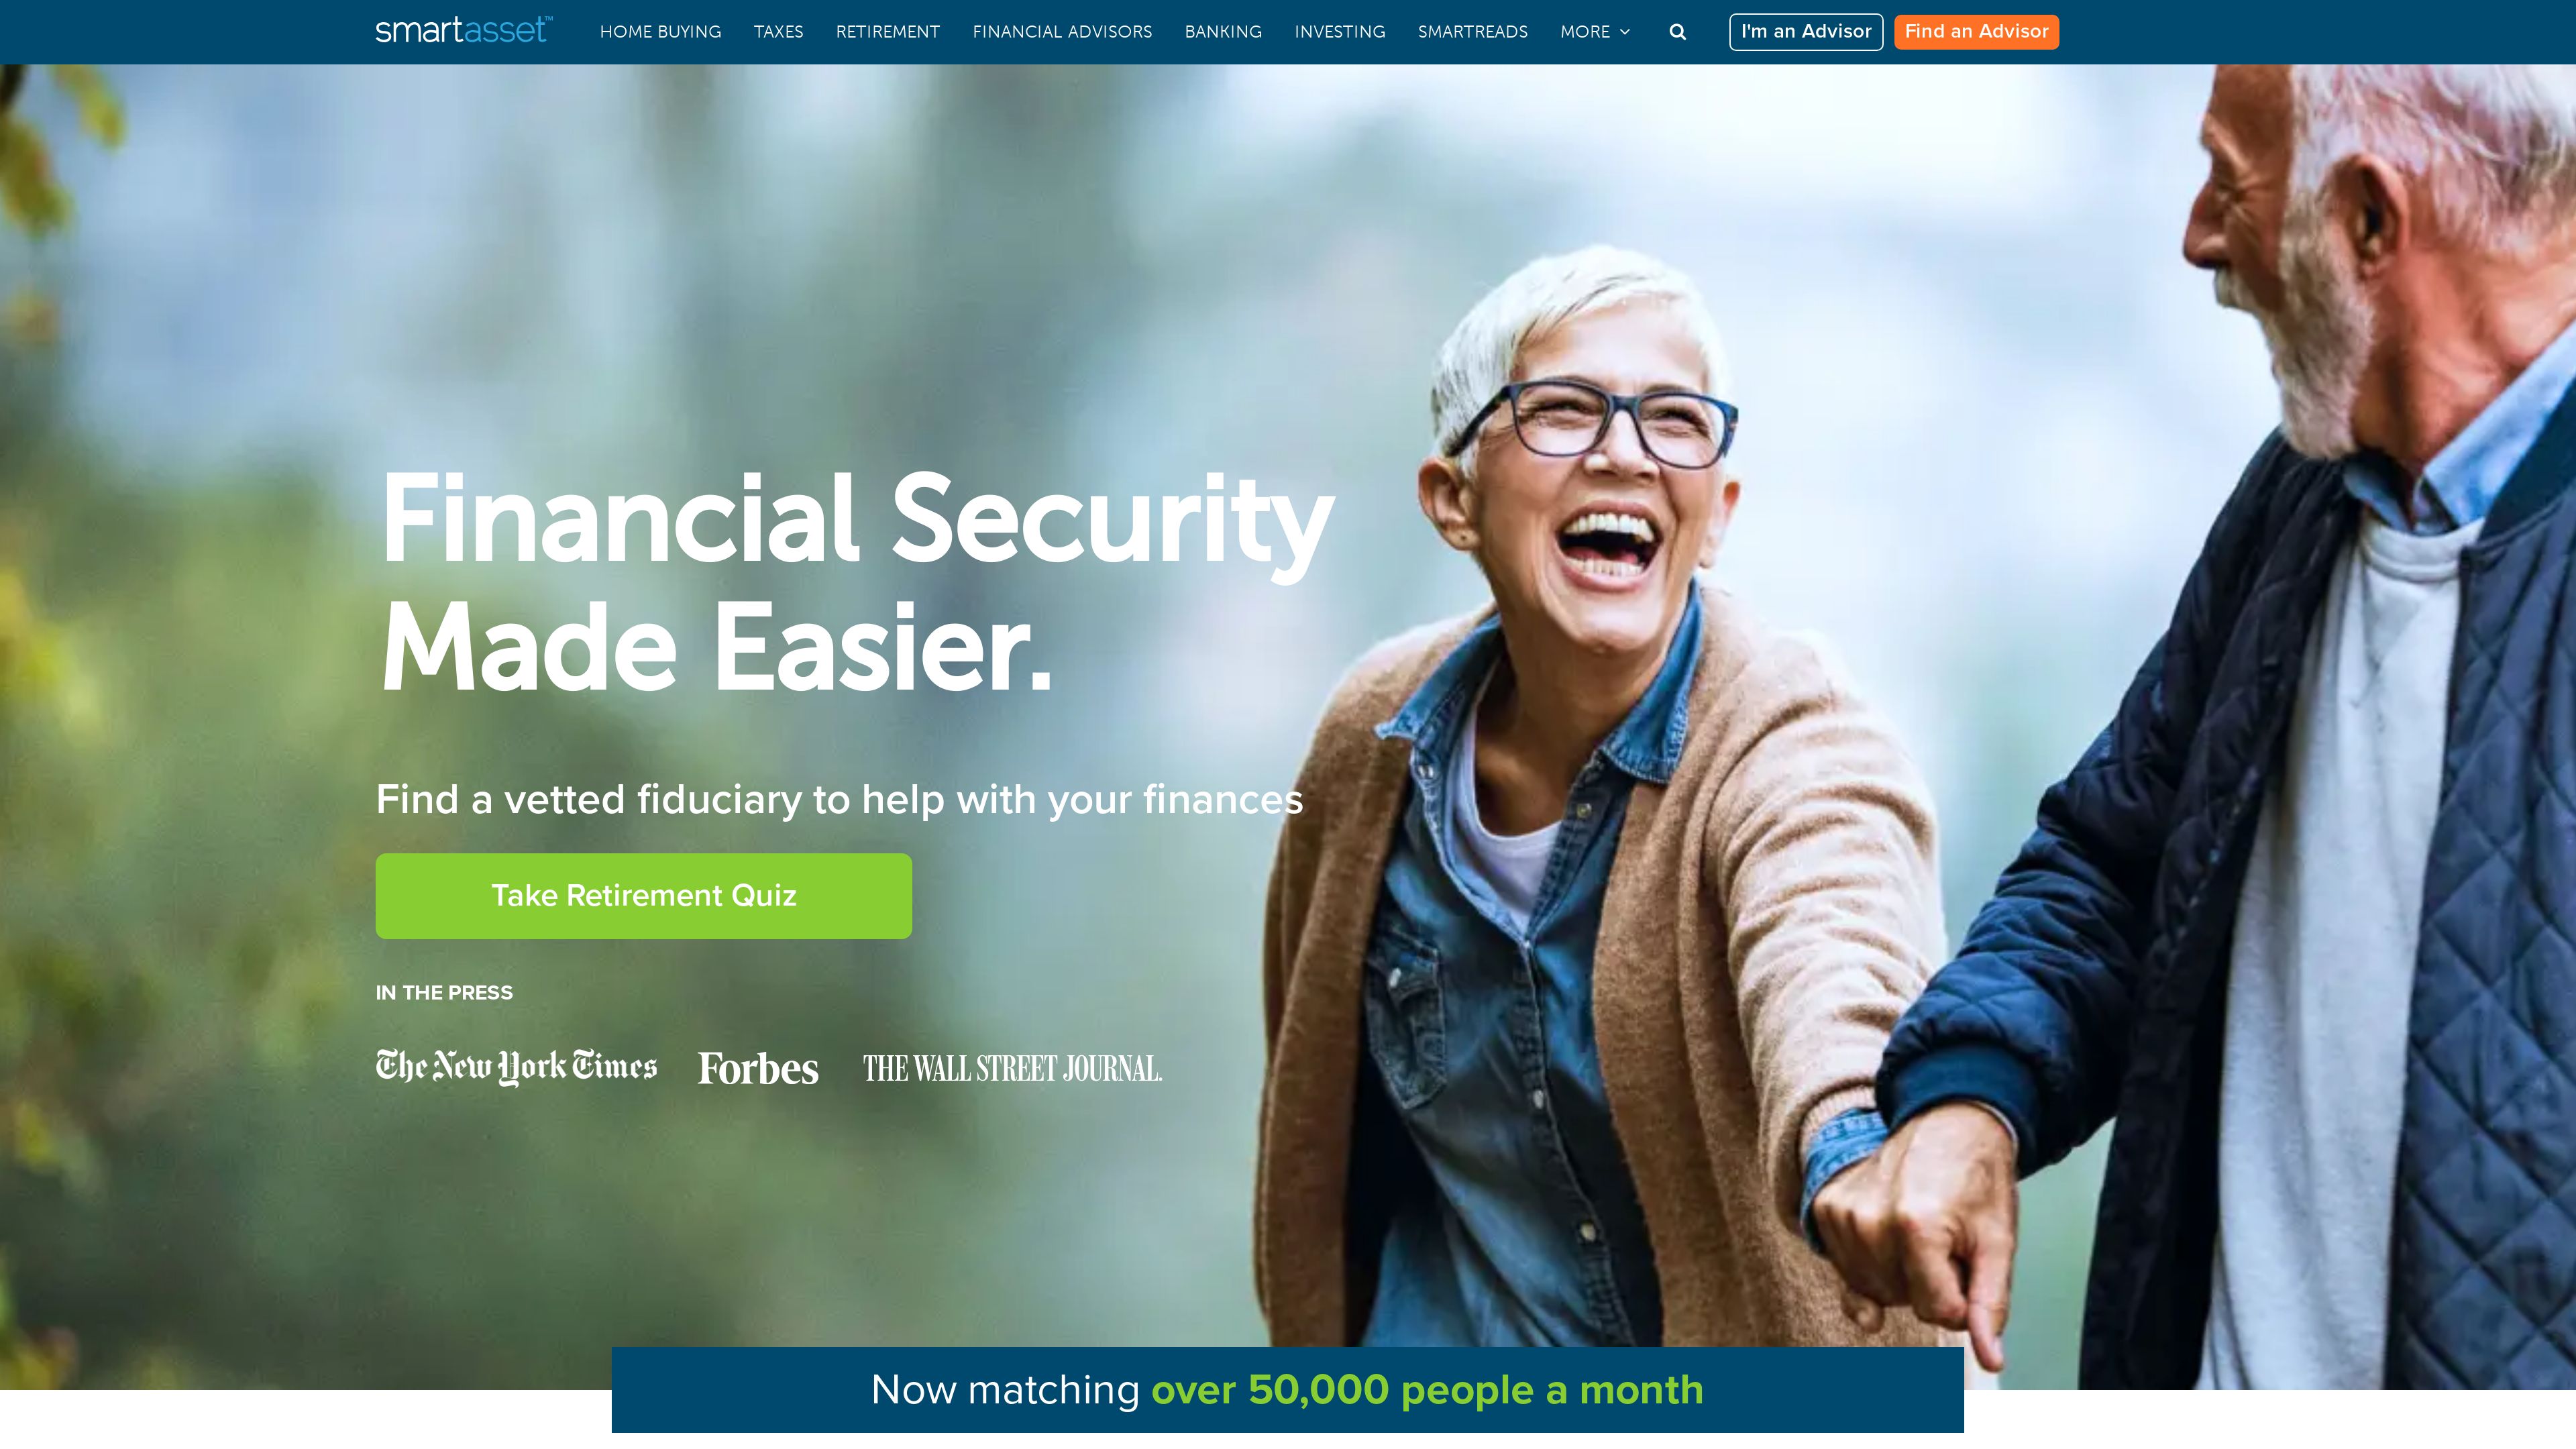 smartasset™
HOME BUYING
TAXES
RETIREMENT
FINANCIAL ADVISORS
BANKING
INVESTING
SMARTREADS
MORE
I'm an Advisor
Find an Advisor
Financial Security
Made Easier.
Find a vetted fiduciary to help with your finances
Take Retirement Quiz
IN THE PRESS
The New York Times
Forbes
THE WALL STREET JOURNAL.
Now matching over 50,000 people a month